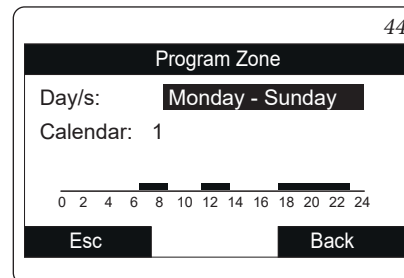 44
Program Zone
Day/s: Monday - Sunday
Calendar: 1
0 2 4 6 8 10 12 14 16 18 20 22 24
Esc Back